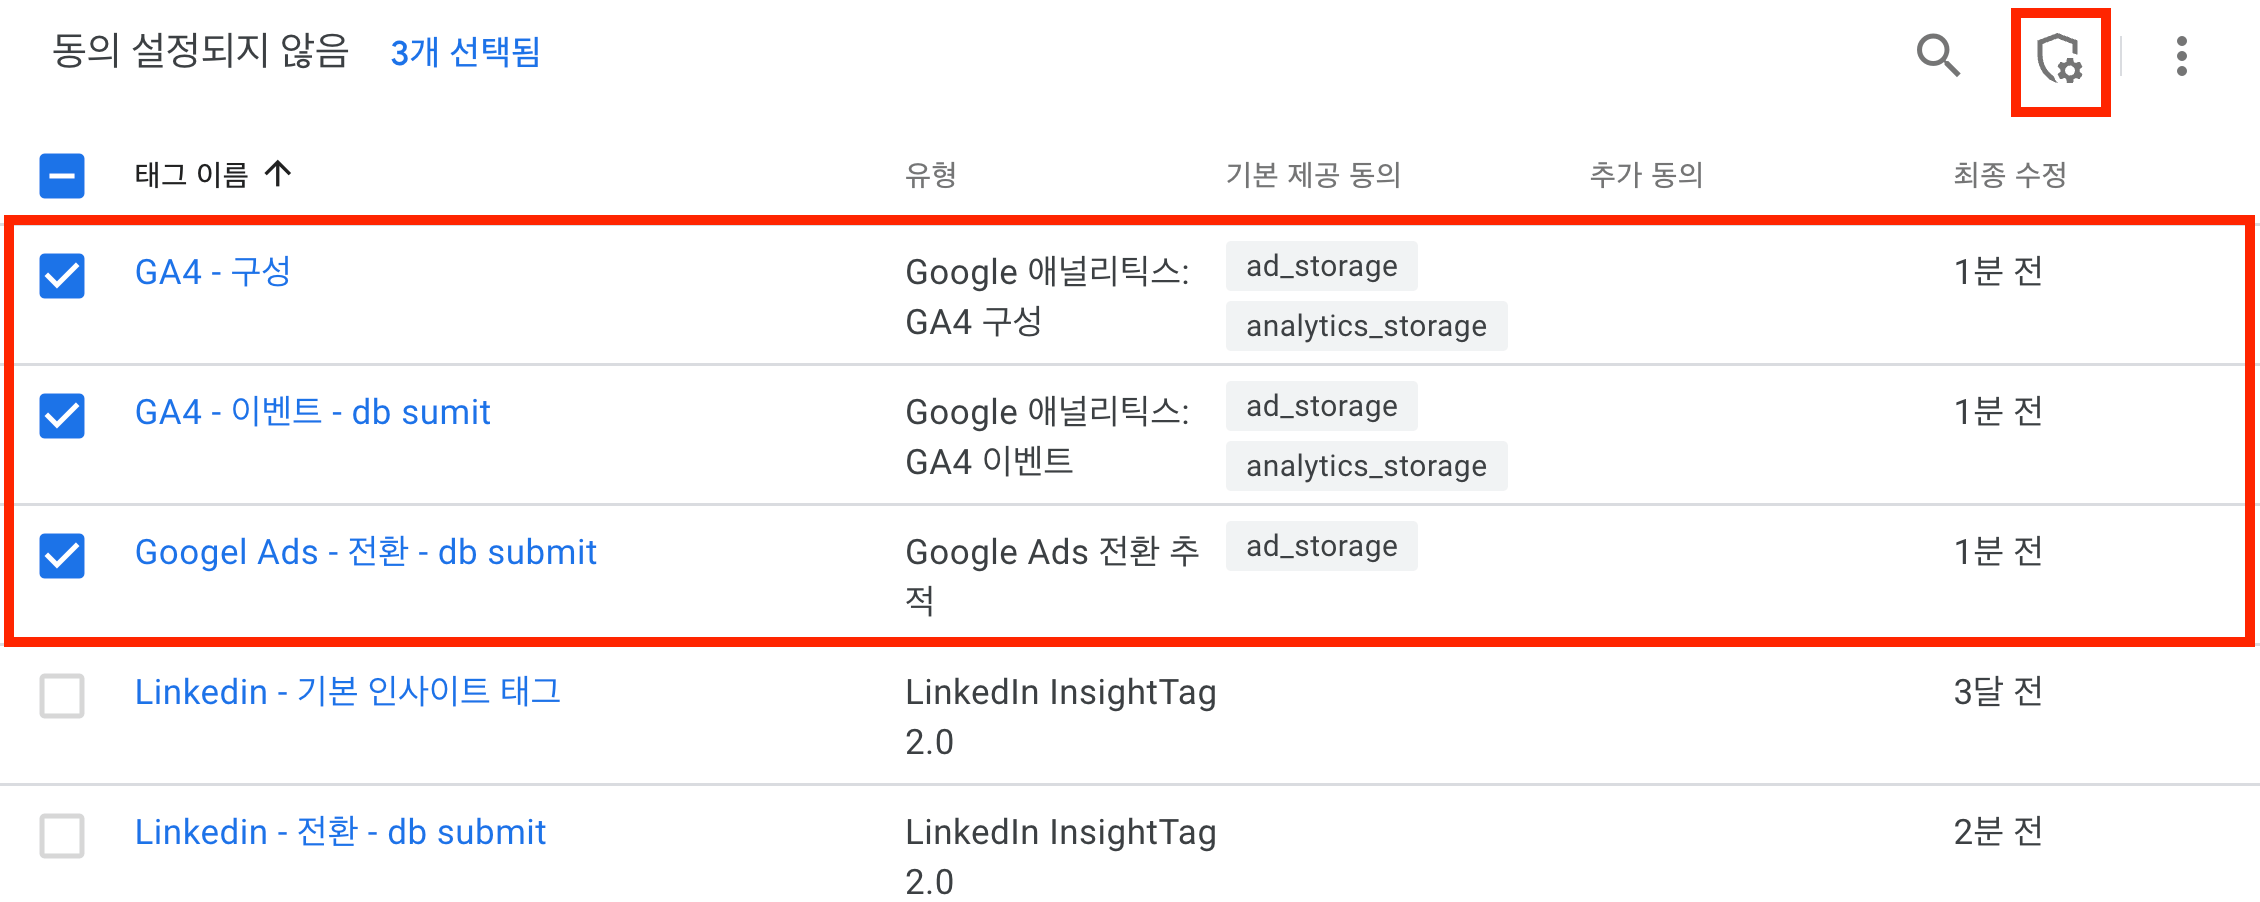 동의 설정되지 않음 3개 선택됨
태그 이름 유형 기본 제공 동의 추가 동의 최종 수정
GA4 - 구성 Google 애널리틱스: ad_storage 1분 전
GA4 구성 analytics_storage
GA4 - 이벤트 - db sumit Google 애널리틱스: ad_storage 1분 전
GA4 이벤트 analytics_storage
Googel Ads - 전환 - db submit Google Ads 전환 추 ad_storage 1분 전
적
Linkedin - 기본 인사이트 태그 LinkedIn InsightTag 3달 전
2.0
Linkedin - 전환 - db submit LinkedIn InsightTag 2분 전
2.0